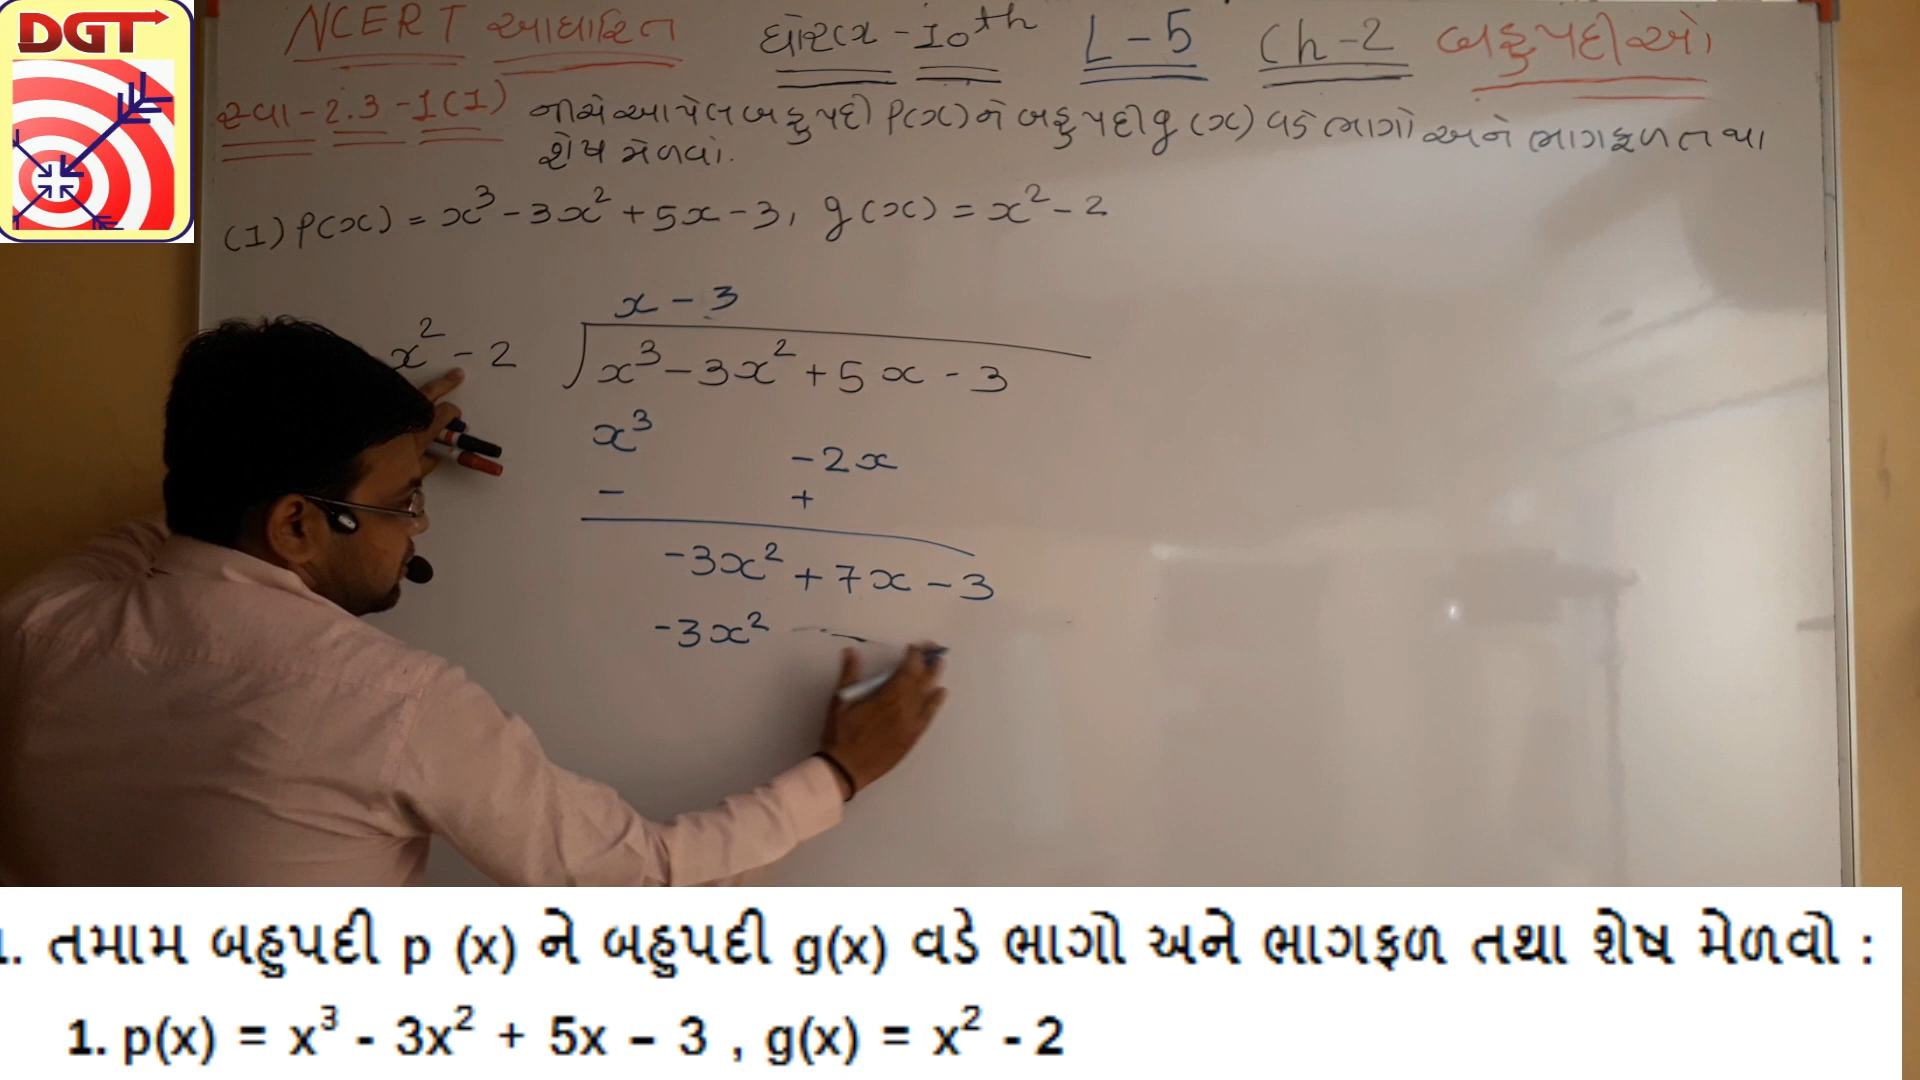 DGT
NCERT આધારિત ધોરણ-10th L-5 Ch-2 બહુપદીઓ
સ્વા-2.3-1(1) નીચે આપેલ બહુપદી P(x)ને બહુપદી g(x) વડે ભાગો અને ભાગફળ તથા
શેષ મેળવો.
(1) P(x) = x³ - 3x² + 5x - 3, g(x) = x² - 2
x - 3
x² - 2 x³ - 3x² + 5x - 3
x³ - 2x
- +
-3x² + 7x - 3
-3x²
1. તમામ બહુપદી p (x) ને બહુપદી g(x) વડે ભાગો અને ભાગફળ તથા શેષ મેળવો :
1. p(x) = x³ - 3x² + 5x – 3 , g(x) = x² - 2